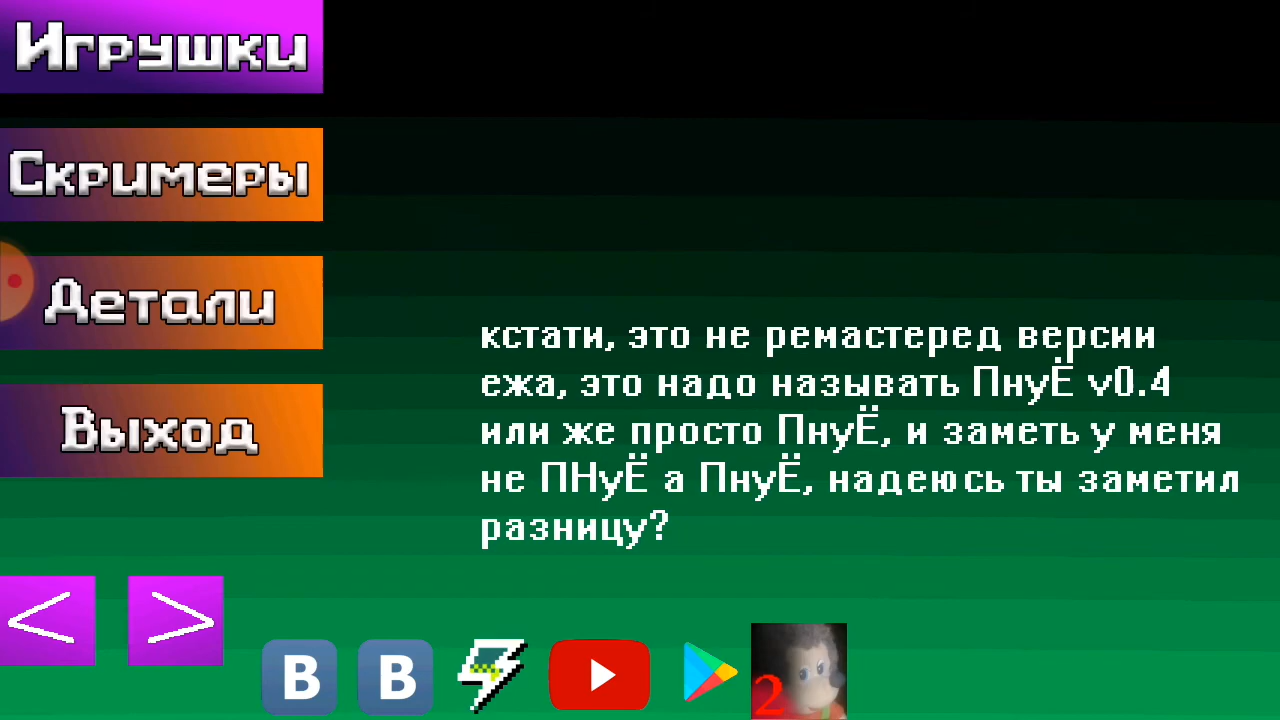 Игрушки
Скримеры
Детали
Выход
кстати, это не ремастеред версии
ежа, это надо называть ПнуЁ v0.4
или же просто ПнуЁ, и заметь у меня
не ПНуЁ а ПнуЁ, надеюсь ты заметил
разницу?
< >
В В
2